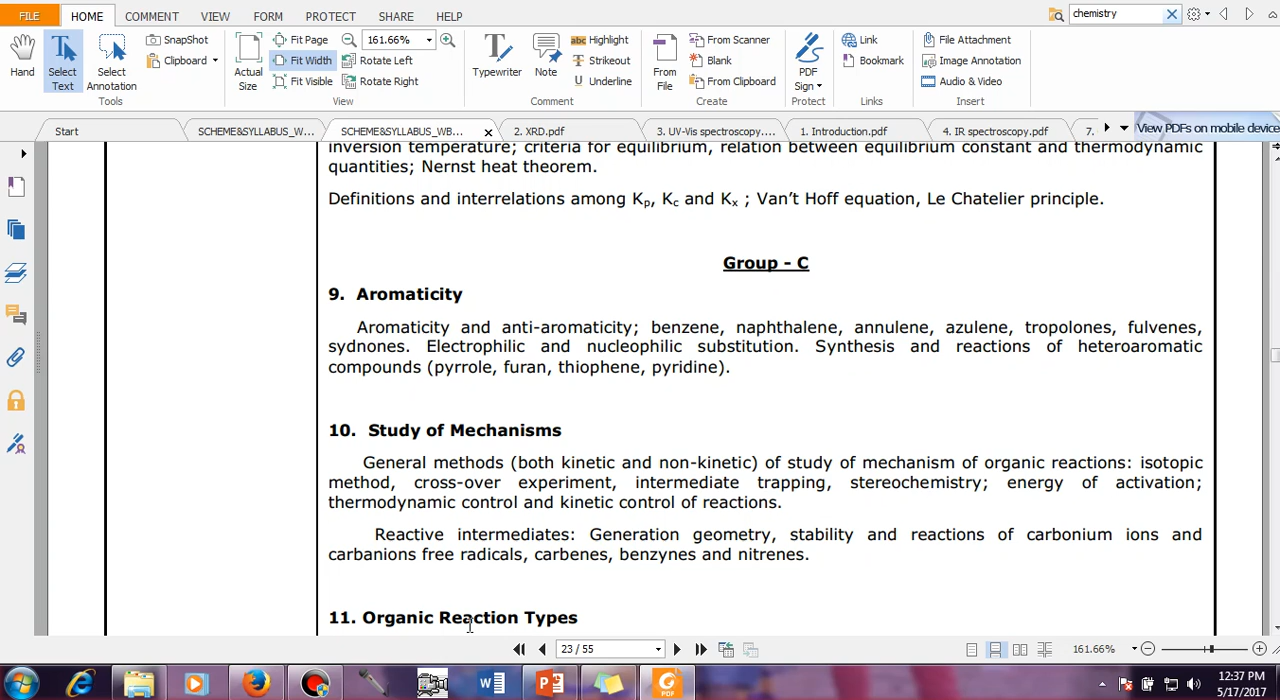 FILE HOME COMMENT VIEW FORM PROTECT SHARE HELP chemistry
SnapShot Fit Page 161.66% Highlight From Scanner Link File Attachment
Clipboard Fit Width Rotate Left Strikeout Blank Bookmark Image Annotation
Hand Select Text Select Annotation Actual Size Fit Visible Rotate Right Typewriter Note Underline From File From Clipboard PDF Sign Audio & Video
Tools View Comment Create Protect Links Insert
Start SCHEME&SYLLABUS_W... SCHEME&SYLLABUS_WB... 2. XRD.pdf 3. UV-Vis spectroscopy.... 1. Introduction.pdf 4. IR spectroscopy.pdf 7. View PDFs on mobile device
inversion temperature; criteria for equilibrium, relation between equilibrium constant and thermodynamic
quantities; Nernst heat theorem.
Definitions and interrelations among Kp, Kc and Kx ; Van't Hoff equation, Le Chatelier principle.
Group - C
9. Aromaticity
Aromaticity and anti-aromaticity; benzene, naphthalene, annulene, azulene, tropolones, fulvenes,
sydnones. Electrophilic and nucleophilic substitution. Synthesis and reactions of heteroaromatic
compounds (pyrrole, furan, thiophene, pyridine).
10. Study of Mechanisms
General methods (both kinetic and non-kinetic) of study of mechanism of organic reactions: isotopic
method, cross-over experiment, intermediate trapping, stereochemistry; energy of activation;
thermodynamic control and kinetic control of reactions.
Reactive intermediates: Generation geometry, stability and reactions of carbonium ions and
carbanions free radicals, carbenes, benzynes and nitrenes.
11. Organic Reaction Types
23 / 55 161.66%
12:37 PM
5/17/2017